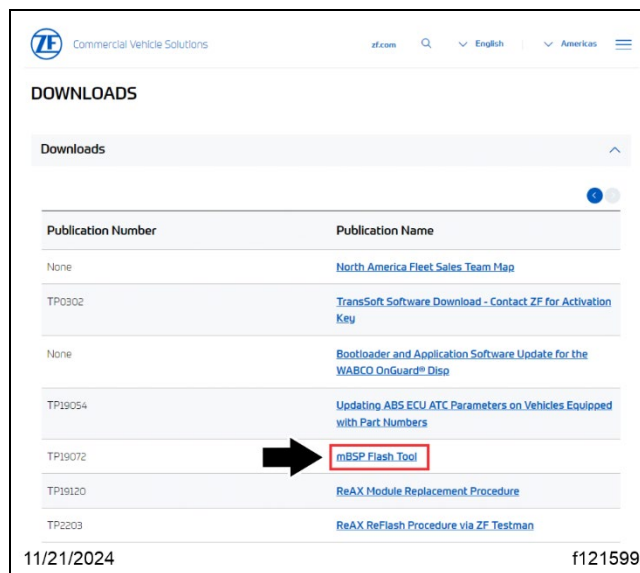 ZF Commercial Vehicle Solutions zf.com English Americas
DOWNLOADS
Downloads
Publication Number Publication Name
None North America Fleet Sales Team Map
TP0302 TransSoft Software Download - Contact ZF for Activation
Key
None Bootloader and Application Software Update for the
WABCO OnGuard® Disp
TP19054 Updating ABS ECU ATC Parameters on Vehicles Equipped
with Part Numbers
TP19072 mBSP Flash Tool
TP19120 ReAX Module Replacement Procedure
TP2203 ReAX ReFlash Procedure via ZF Testman
11/21/2024 f121599